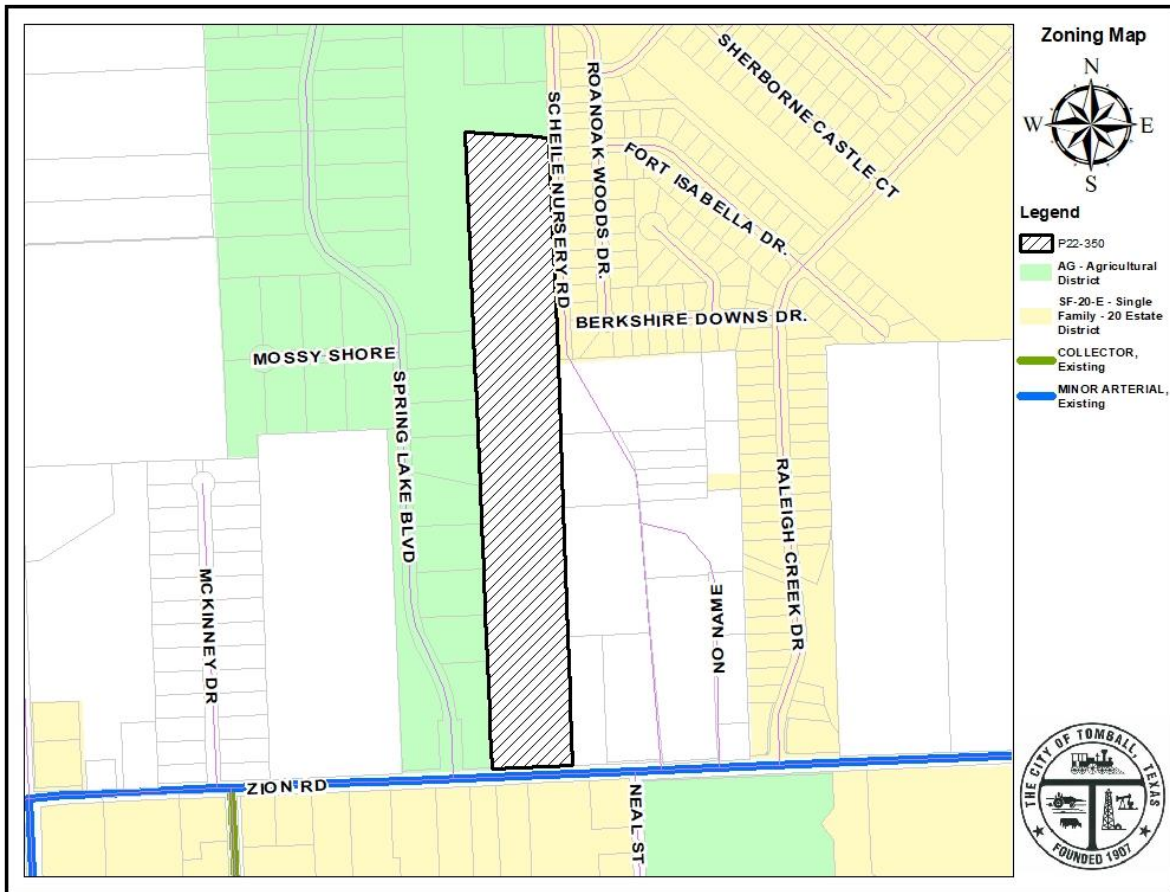 Zoning Map
N
W
E
S
Legend
P22-350
AG - Agricultural
District
SF-20-E - Single
Family - 20 Estate
District
COLLECTOR,
Existing
MINOR ARTERIAL,
Existing
SHERBORNE CASTLE CT
ROANOAK WOODS DR.
SCHEILE NURSERY RD
FORT ISABELLA DR.
BERKSHIRE DOWNS DR.
MOSSY SHORE
SPRING LAKE BLVD
RALEIGH CREEK DR
MCKINNEY DR
NO NAME
ZION RD
NEAL ST
THE CITY OF TOMBALL, TEXAS
FOUNDED 1907